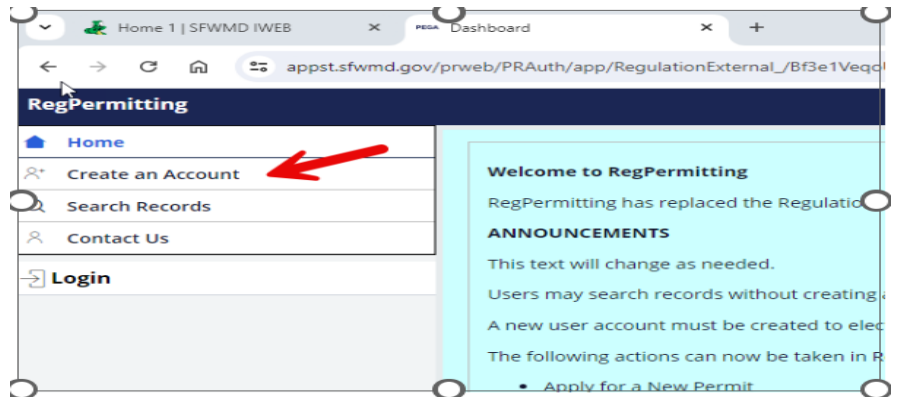 Home 1 | SFWMD IWEB
PEGA Dashboard
appst.sfwmd.gov/prweb/PRAuth/app/RegulationExternal_/Bf3e1Veqo
RegPermitting
Home
Create an Account
Search Records
Contact Us
Login
Welcome to RegPermitting
RegPermitting has replaced the Regulatio
ANNOUNCEMENTS
This text will change as needed.
Users may search records without creating
A new user account must be created to elec
The following actions can now be taken in R
• Apply for a New Permit